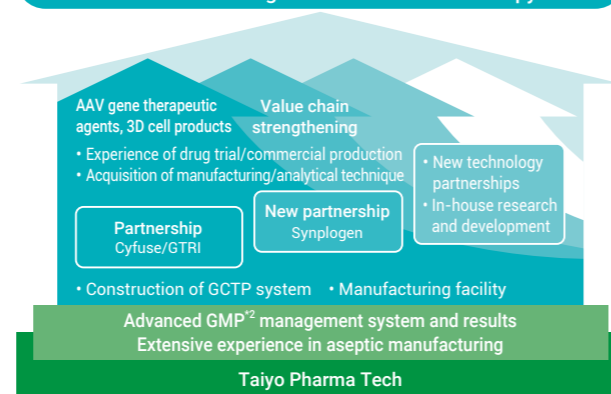 AAV gene therapeutic
agents, 3D cell products
Value chain
strengthening
• Experience of drug trial/commercial production
• Acquisition of manufacturing/analytical technique
• New technology
partnerships
• In-house research
and development
Partnership
Cyfuse/GTRI
New partnership
Synplogen
• Construction of GCTP system • Manufacturing facility
Advanced GMP*2 management system and results
Extensive experience in aseptic manufacturing
Taiyo Pharma Tech